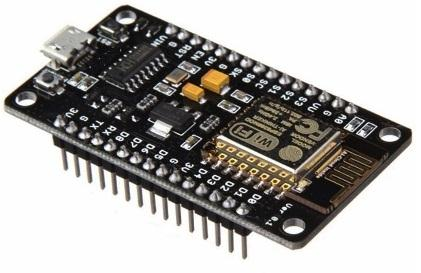 VIN
G
RST
EN
3V
G
SK
SO
SC
S1
S2
S3
VU
G
A0
WiFi
3V
G
TX
RX
D8
D7
D6
D5
G
3V
D4
D3
D2
D1
D0
Ver 0.1